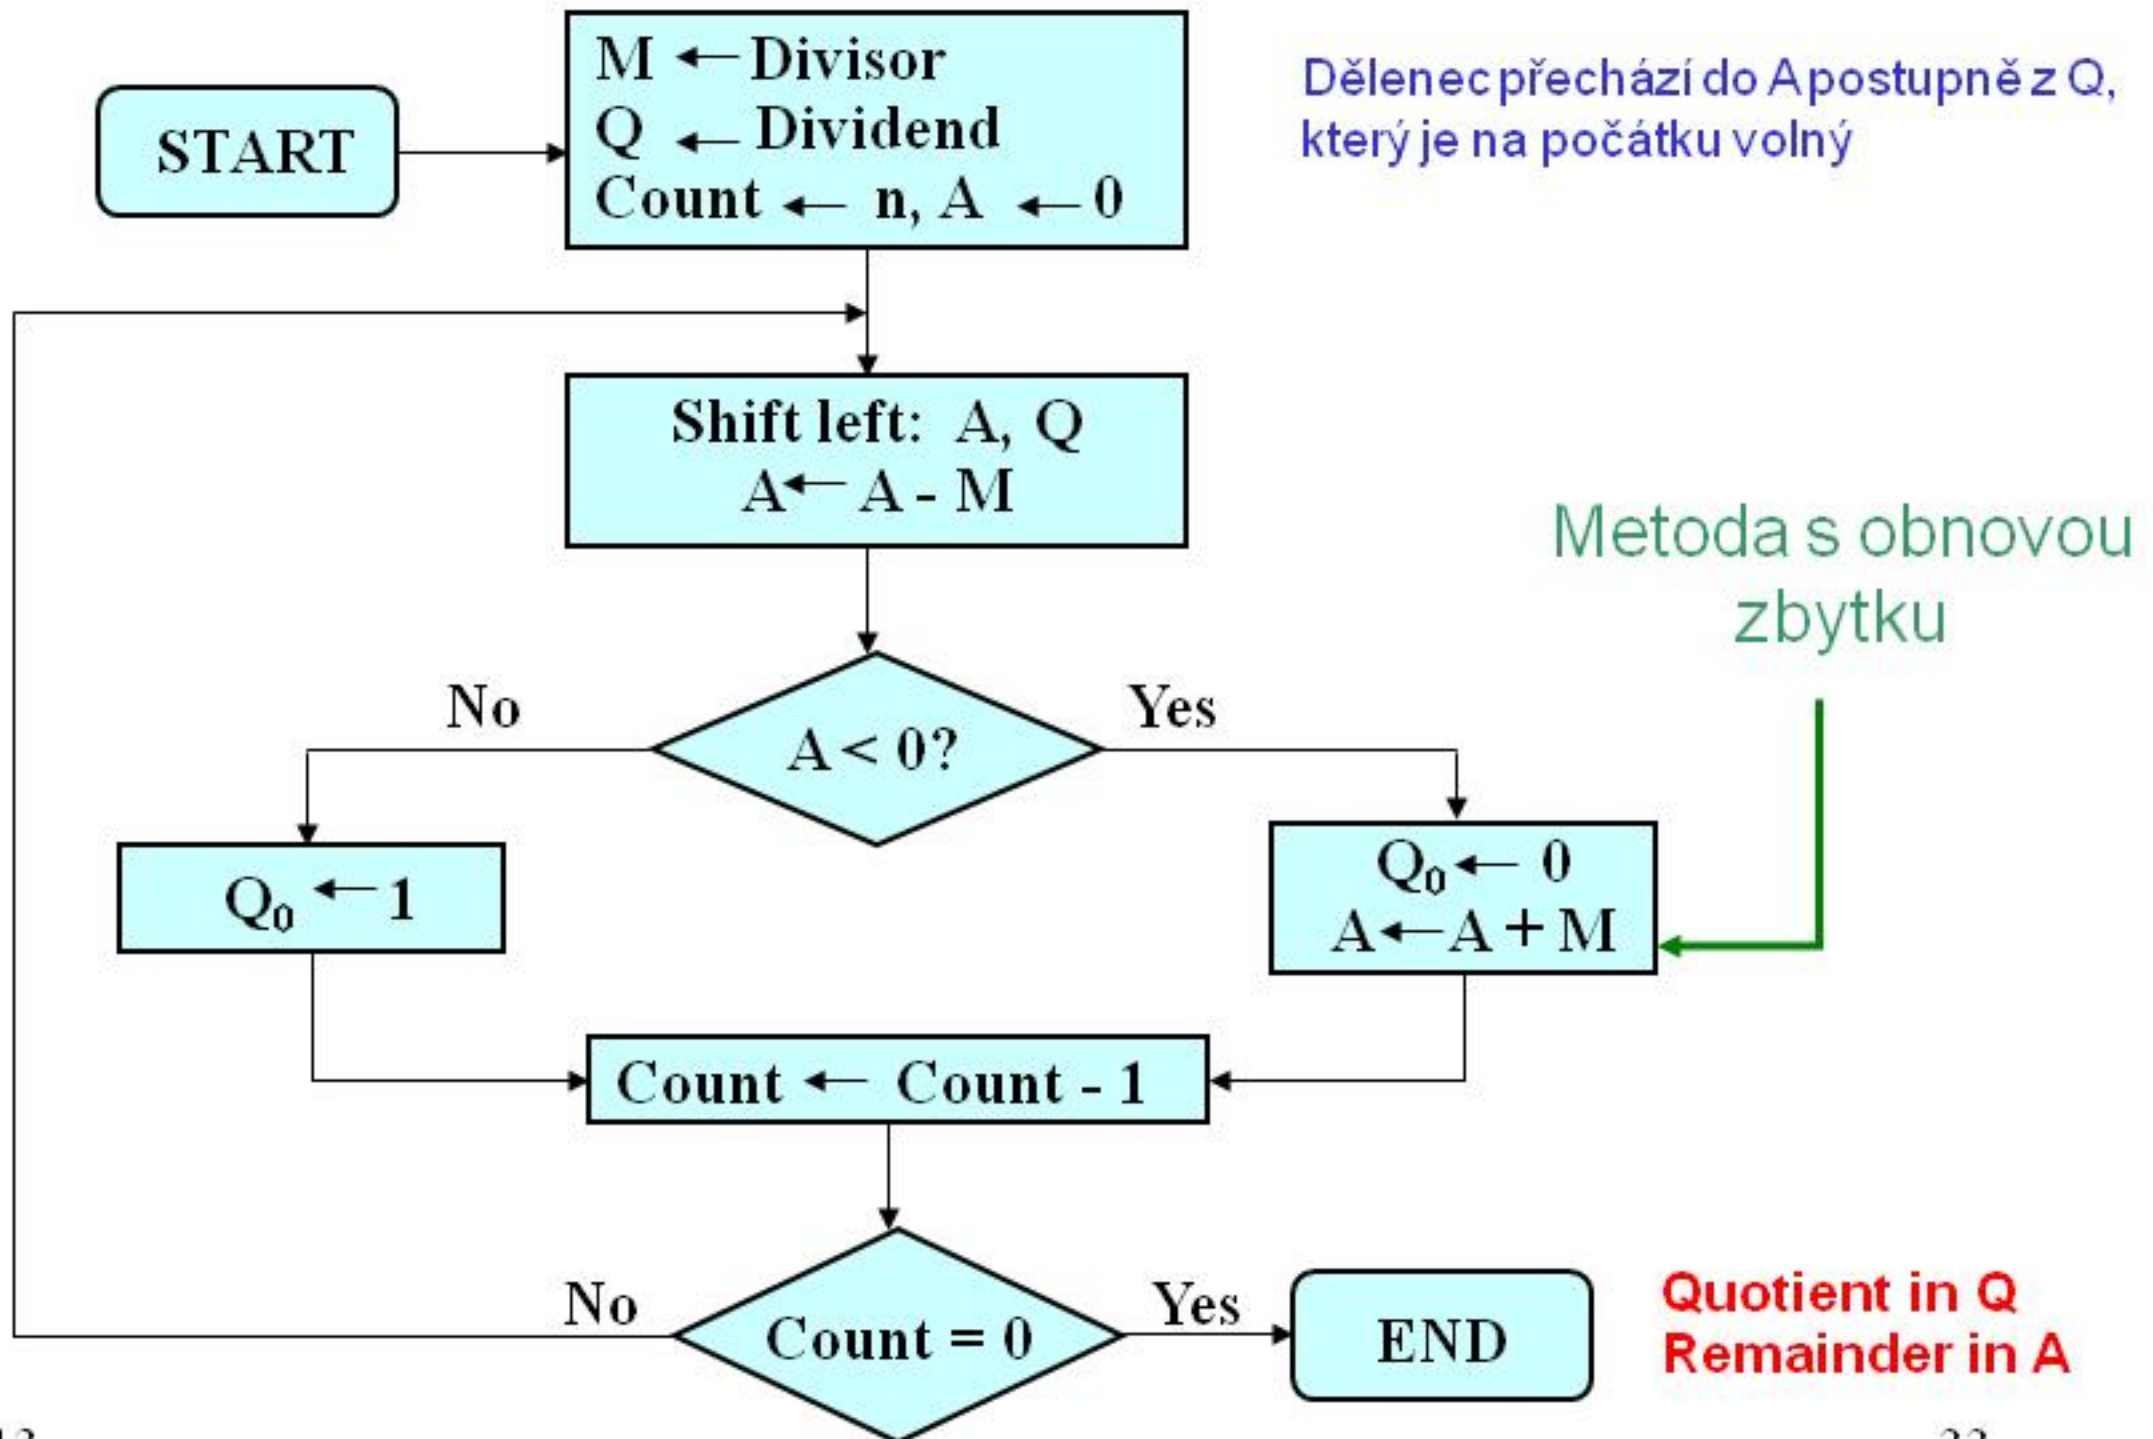 M ← Divisor
Q ← Dividend
Count ← n, A ← 0
START
Dělenec přechází do A postupně z Q,
který je na počátku volný
Shift left: A, Q
A ← A - M
Metoda s obnovou
zbytku
No
Yes
A < 0?
Q₀ ← 1
Q₀ ← 0
A ← A + M
Count ← Count - 1
No
Yes
Count = 0
END
Quotient in Q
Remainder in A